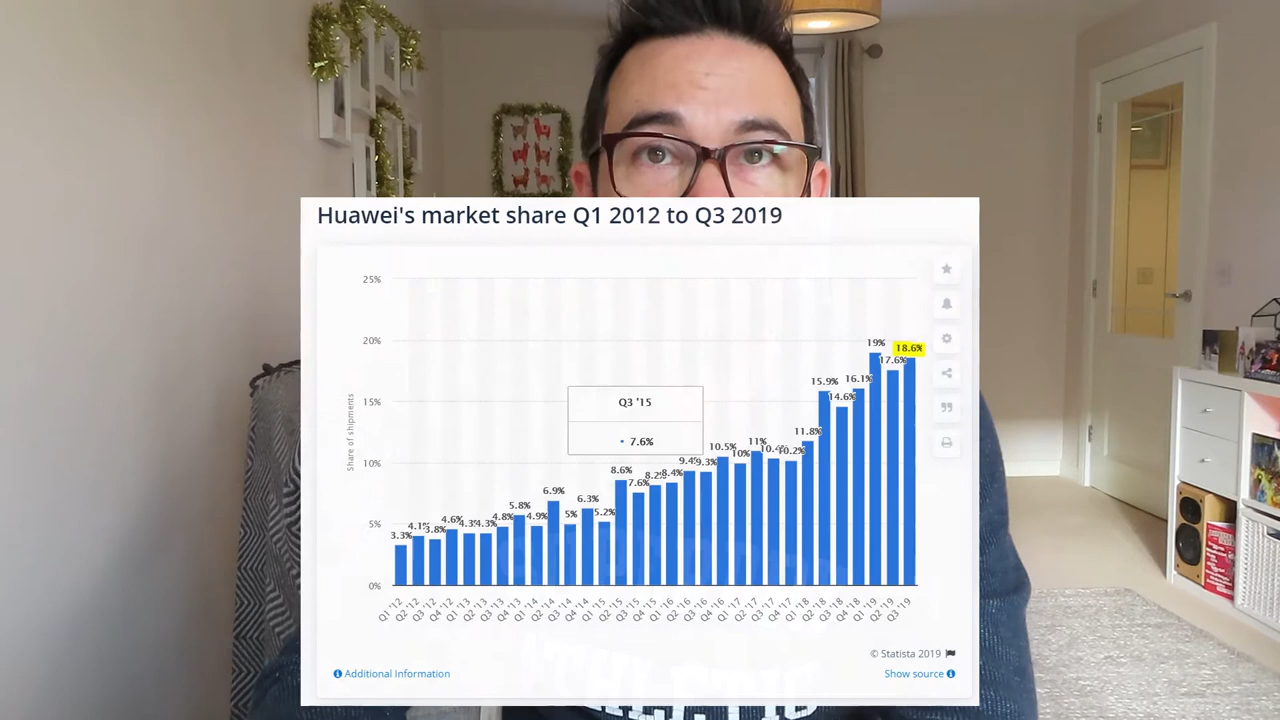 Huawei's market share Q1 2012 to Q3 2019
25%
20%
15%
10%
5%
0%
Share of shipments
Q3 '15
7.6%
3.3%
4.1%
3.8%
4.6%
4.3%
4.3%
4.8%
5.8%
4.9%
6.9%
5%
6.3%
5.2%
8.6%
7.6%
8.2%
8.4%
9.4%
9.3%
10.5%
10%
11%
10.4%
10.2%
11.8%
15.9%
14.6%
16.1%
19%
17.6%
18.6%
Q1 '12
Q2 '12
Q3 '12
Q4 '12
Q1 '13
Q2 '13
Q3 '13
Q4 '13
Q1 '14
Q2 '14
Q3 '14
Q4 '14
Q1 '15
Q2 '15
Q3 '15
Q4 '15
Q1 '16
Q2 '16
Q3 '16
Q4 '16
Q1 '17
Q2 '17
Q3 '17
Q4 '17
Q1 '18
Q2 '18
Q3 '18
Q4 '18
Q1 '19
Q2 '19
Q3 '19
© Statista 2019
Additional Information
Show source